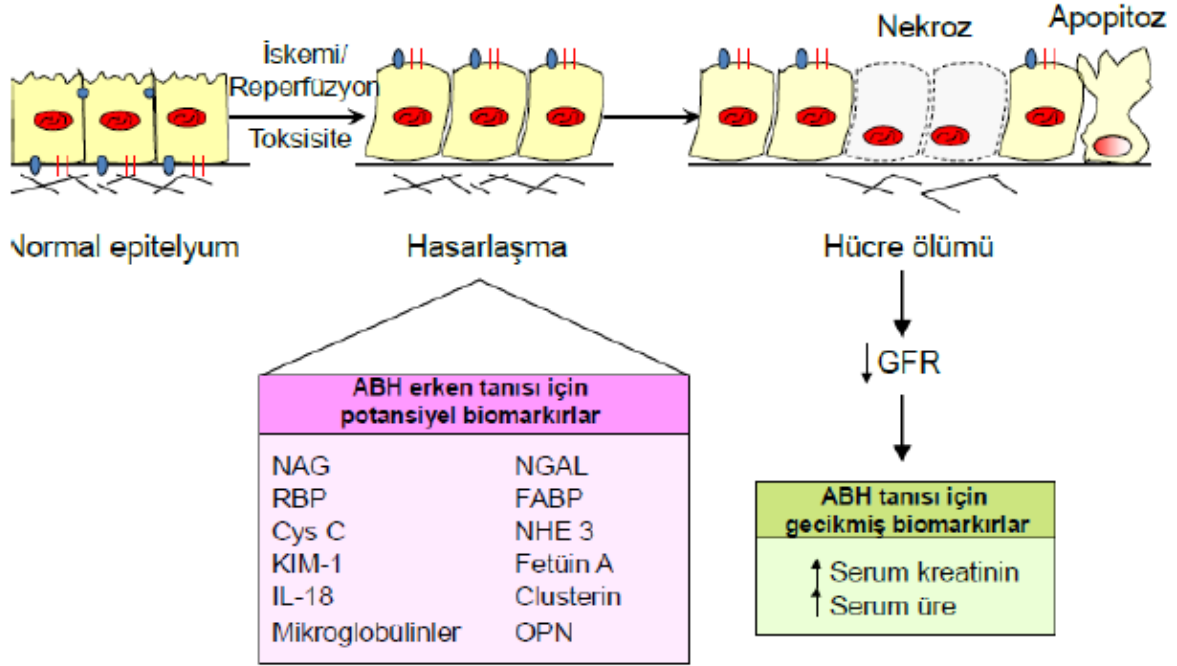 Nekroz
Apopitoz
İskemi/
Reperfüzyon
Toksisite
Normal epitelyum
Hasarlaşma
Hücre ölümü
GFR
ABH erken tanısı için
potansiyel biomarkırlar
NAG NGAL
RBP FABP
Cys C NHE 3
KIM-1 Fetüin A
IL-18 Clusterin
Mikroglobülinler OPN
ABH tanısı için
gecikmiş biomarkırlar
Serum kreatinin
Serum üre